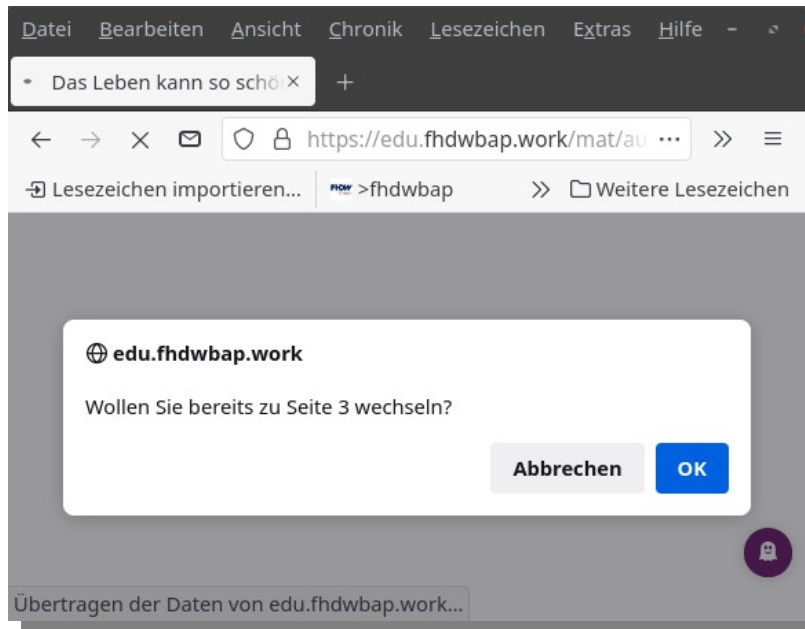 Datei Bearbeiten Ansicht Chronik Lesezeichen Extras Hilfe
Das Leben kann so schö
https://edu.fhdwbap.work/mat/au
Lesezeichen importieren... FHDW >fhdwbap Weitere Lesezeichen
edu.fhdwbap.work
Wollen Sie bereits zu Seite 3 wechseln?
Abbrechen OK
Übertragen der Daten von edu.fhdwbap.work...